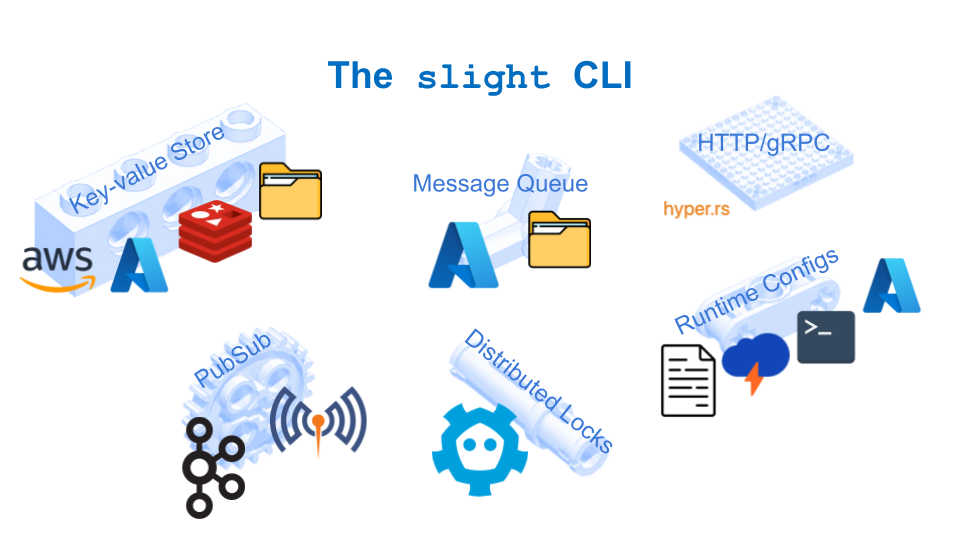 The slight CLI
Key-value Store
aws
Message Queue
HTTP/gRPC
hyper.rs
Runtime Configs
>_
PubSub
Distributed Locks